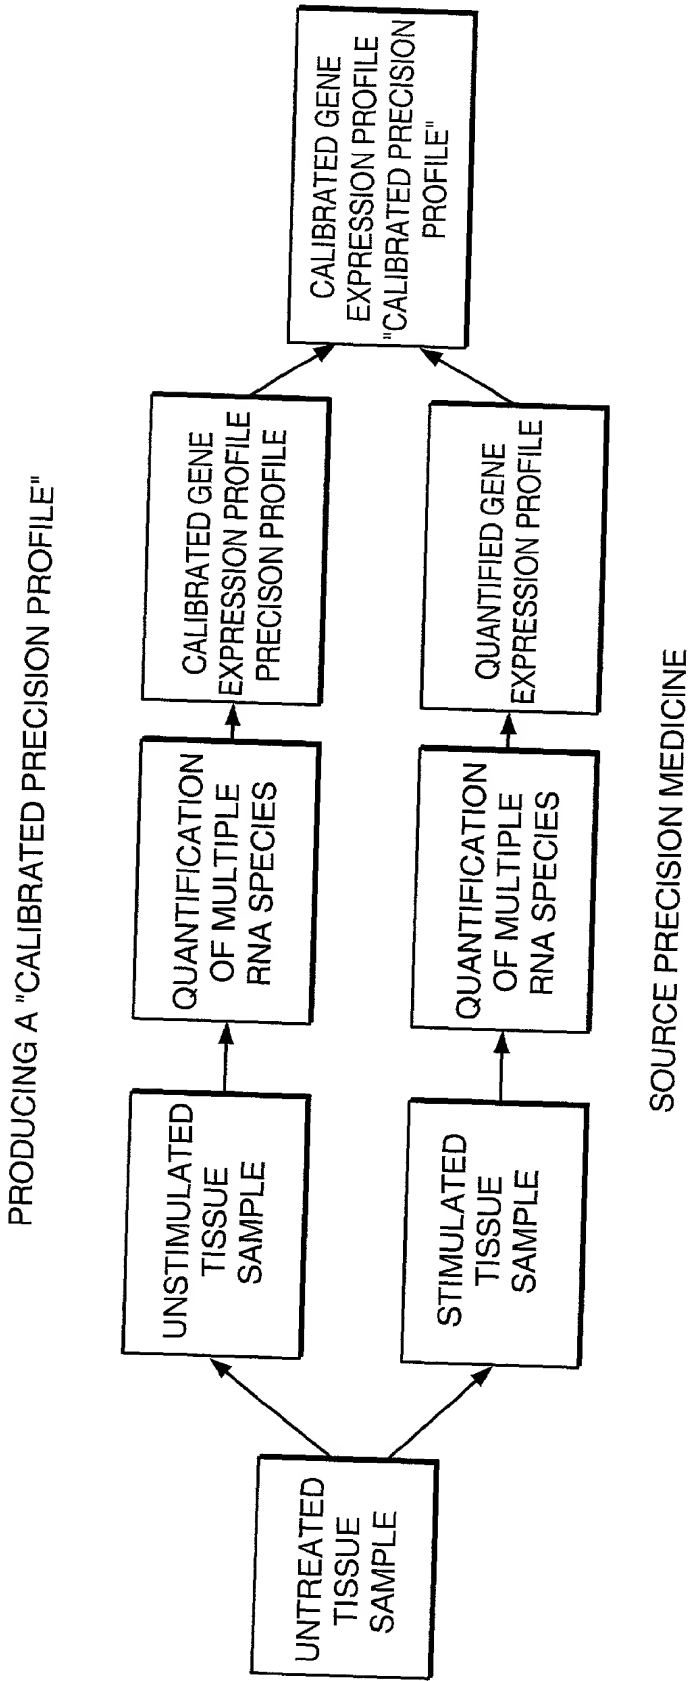 PRODUCING A "CALIBRATED PRECISION PROFILE"
UNTREATED
TISSUE
SAMPLE
UNSTIMULATED
TISSUE
SAMPLE
QUANTIFICATION
OF MULTIPLE
RNA SPECIES
CALIBRATED GENE
EXPRESSION PROFILE
PRECISON PROFILE
STIMULATED
TISSUE
SAMPLE
QUANTIFICATION
OF MULTIPLE
RNA SPECIES
QUANTIFIED GENE
EXPRESSION PROFILE
CALIBRATED GENE
EXPRESSION PROFILE
"CALIBRATED PRECISION
PROFILE"
SOURCE PRECISION MEDICINE